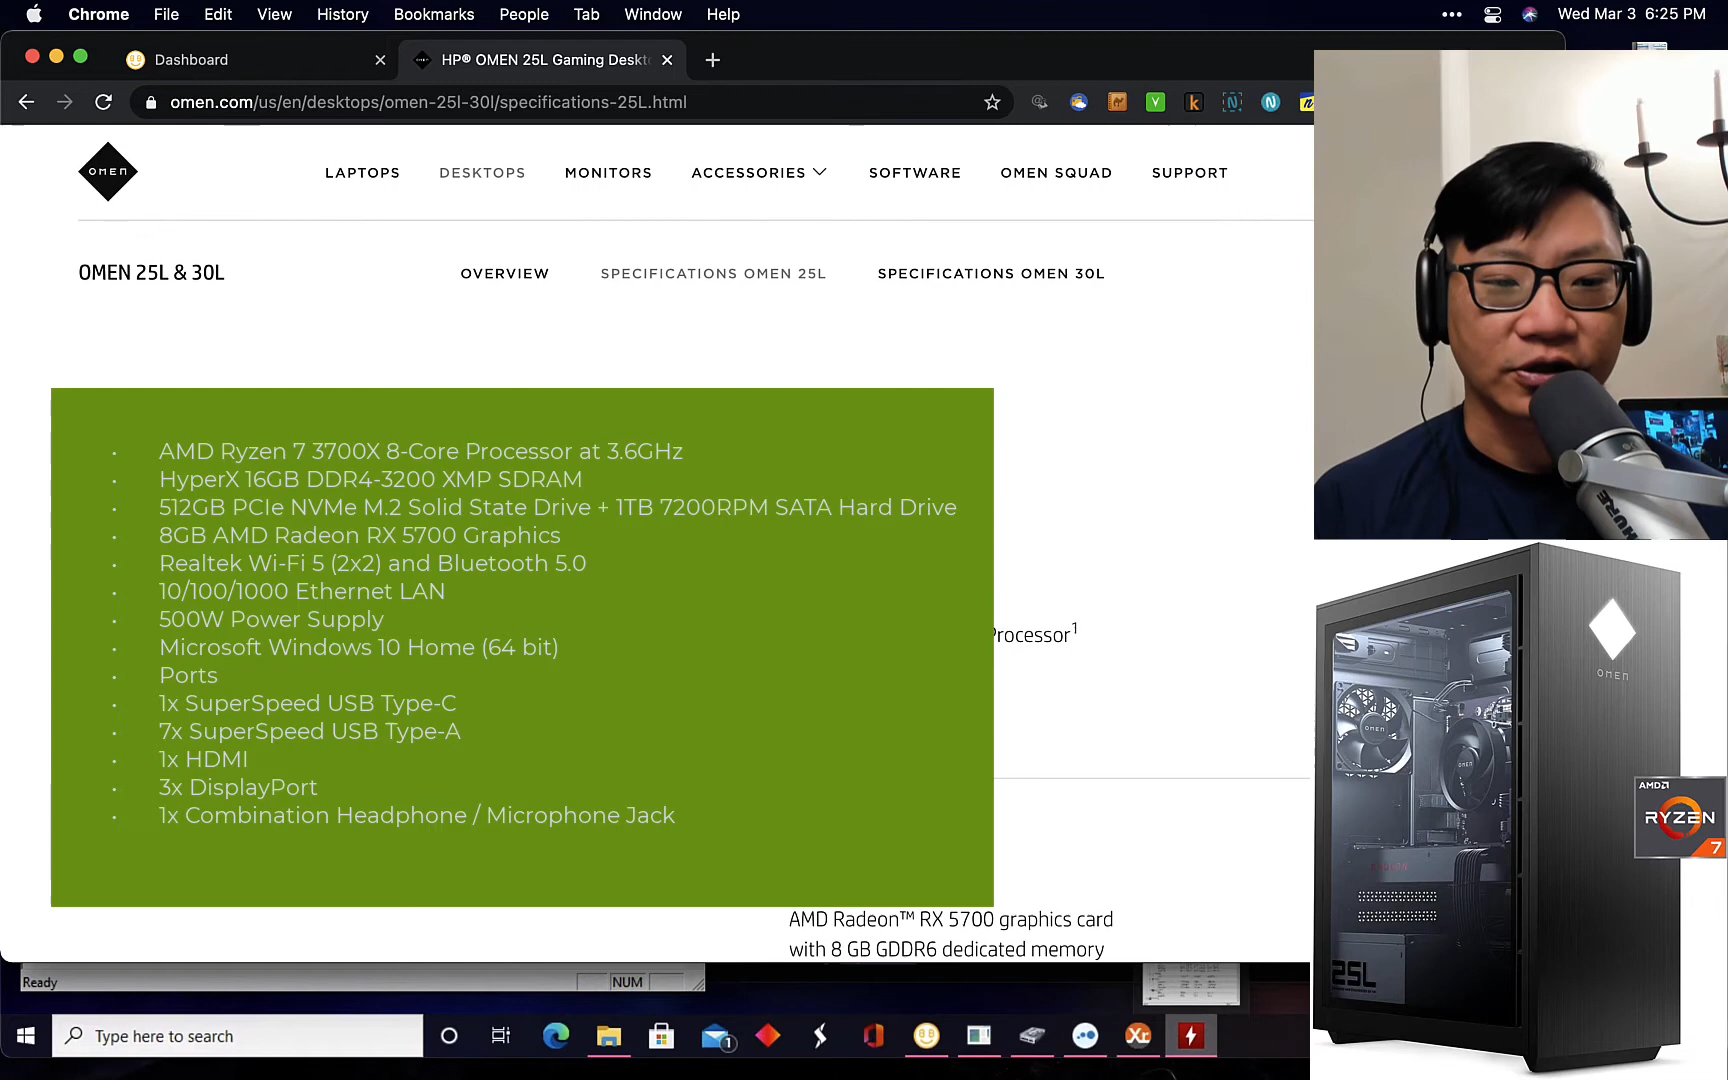 Chrome File Edit View History Bookmarks People Tab Window Help
Wed Mar 3 6:25 PM
Dashboard
HP® OMEN 25L Gaming Deskt
omen.com/us/en/desktops/omen-25l-30l/specifications-25L.html
OMEN
LAPTOPS DESKTOPS MONITORS ACCESSORIES SOFTWARE OMEN SQUAD SUPPORT
OMEN 25L & 30L
OVERVIEW SPECIFICATIONS OMEN 25L SPECIFICATIONS OMEN 30L
· AMD Ryzen 7 3700X 8-Core Processor at 3.6GHz
· HyperX 16GB DDR4-3200 XMP SDRAM
· 512GB PCIe NVMe M.2 Solid State Drive + 1TB 7200RPM SATA Hard Drive
· 8GB AMD Radeon RX 5700 Graphics
· Realtek Wi-Fi 5 (2x2) and Bluetooth 5.0
· 10/100/1000 Ethernet LAN
· 500W Power Supply
· Microsoft Windows 10 Home (64 bit)
· Ports
· 1x SuperSpeed USB Type-C
· 7x SuperSpeed USB Type-A
· 1x HDMI
· 3x DisplayPort
· 1x Combination Headphone / Microphone Jack
Processor¹
AMD Radeon™ RX 5700 graphics card
with 8 GB GDDR6 dedicated memory
Ready
NUM
Type here to search
1
Xr
SHURE
OMEN
OMEN
OMEN
RADEON
25L
AMD
RYZEN
7